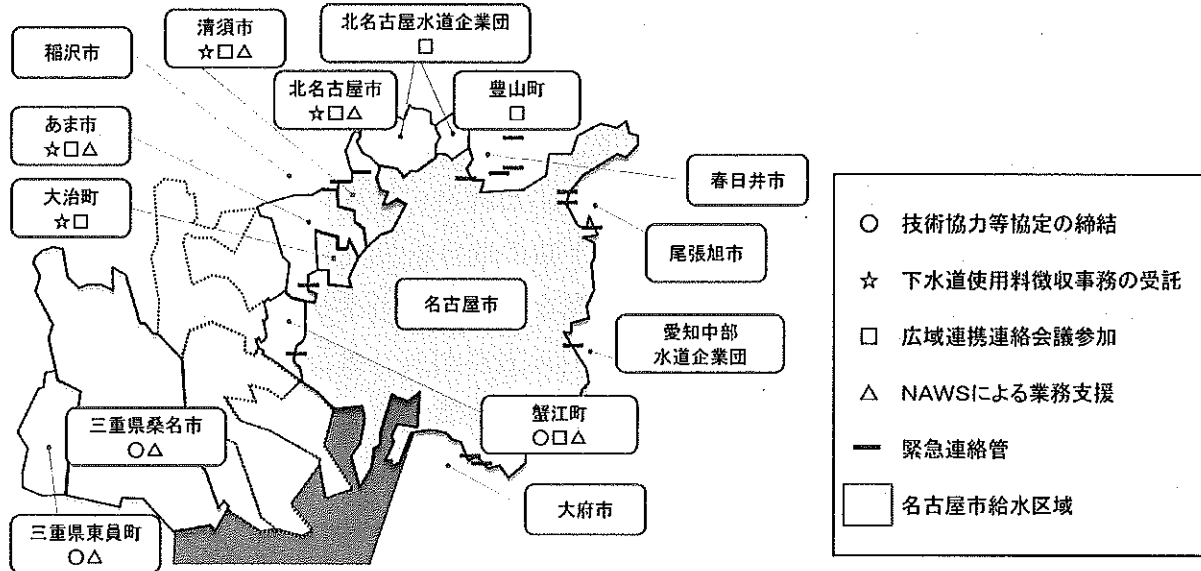 清須市
☆□△
北名古屋水道企業団
□
稲沢市
北名古屋市
☆□△
豊山町
□
あま市
☆□△
春日井市
大治町
☆□
尾張旭市
名古屋市
愛知中部
水道企業団
三重県桑名市
○△
蟹江町
○□△
大府市
三重県東員町
○△
○ 技術協力等協定の締結
☆ 下水道使用料徴収事務の受託
□ 広域連携連絡会議参加
△ NAWSによる業務支援
緊急連絡管
名古屋市給水区域